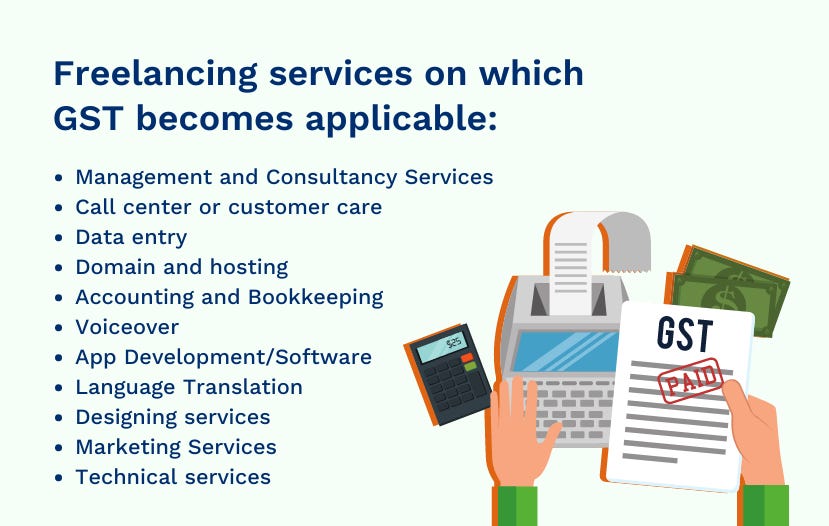 Freelancing services on which
GST becomes applicable:
• Management and Consultancy Services
• Call center or customer care
• Data entry
• Domain and hosting
• Accounting and Bookkeeping
• Voiceover
• App Development/Software
• Language Translation
• Designing services
• Marketing Services
• Technical services
$25
GST
PAID